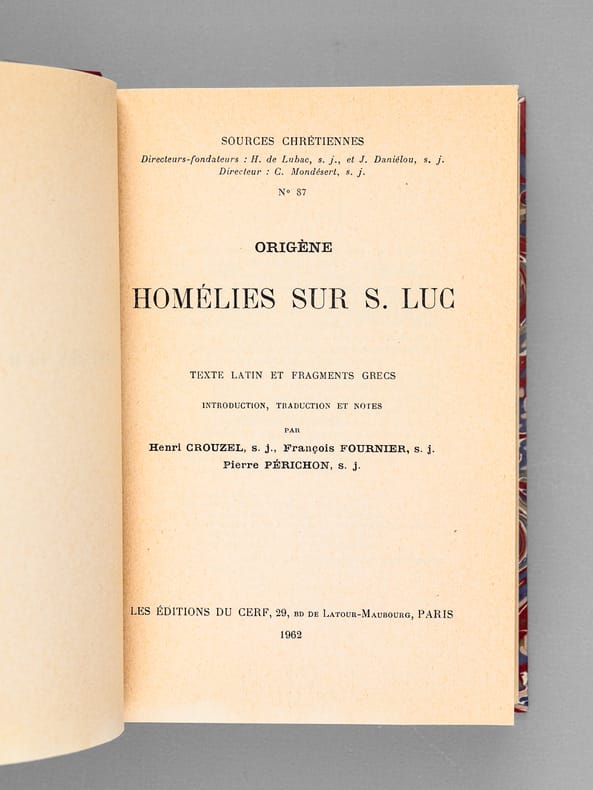 SOURCES CHRÉTIENNES
Directeurs-fondateurs : H. de Lubac, s. j., et J. Daniélou, s. j.
Directeur : C. Mondésert, s. j.
Nº 87
ORIGÈNE
HOMÉLIES SUR S. LUC
TEXTE LATIN ET FRAGMENTS GRECS
INTRODUCTION, TRADUCTION ET NOTES
PAR
Henri CROUZEL, s. j., François FOURNIER, s. j.
Pierre PÉRICHON, s. j.
LES ÉDITIONS DU CERF, 29, BD DE LATOUR-MAUBOURG, PARIS
1962